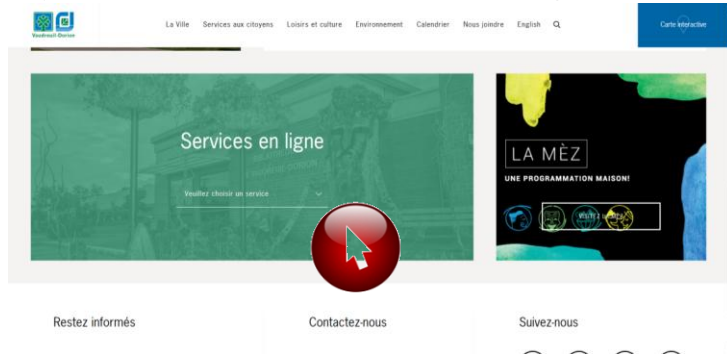 Vaudreuil-Dorion
La Ville Services aux citoyens Loisirs et culture Environnement Calendrier Nous joindre English
Carte interactive
Services en ligne
Veuillez choisir un service
LA MÈZ
UNE PROGRAMMATION MAISON!
Restez informés
Contactez-nous
Suivez-nous